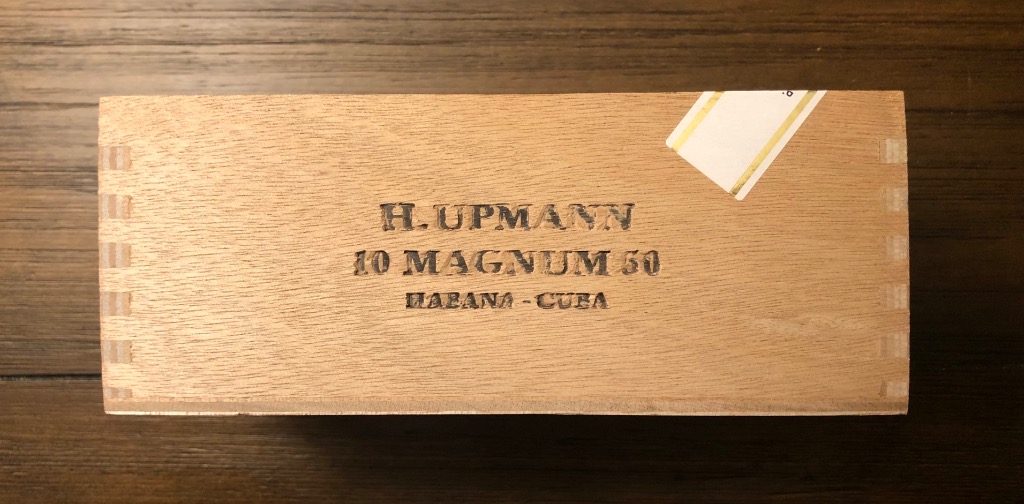 H. UPMANN
10 MAGNUM 50
HABANA - CUBA